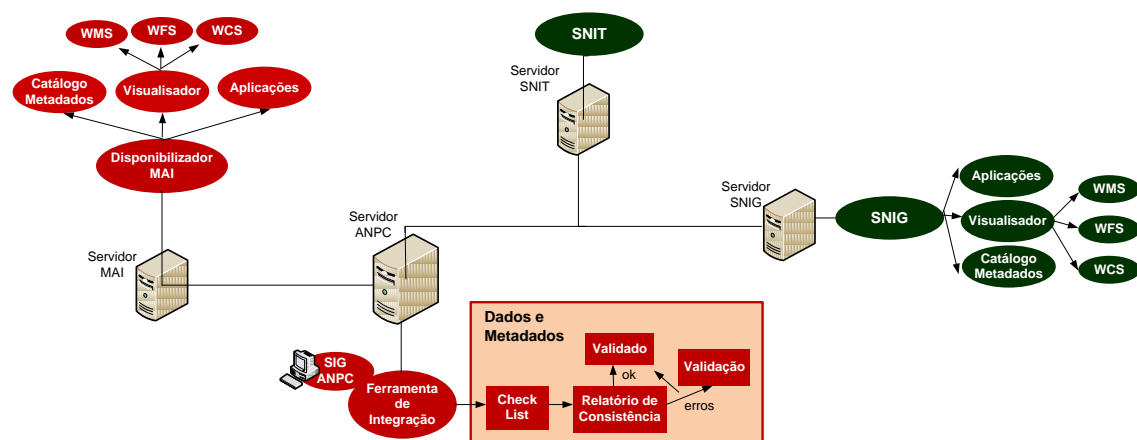 WMS
WFS
WCS
Catálogo
Metadados
Visualisador
Aplicações
Disponibilizador
MAI
Servidor
MAI
SNIT
Servidor
SNIT
Servidor
ANPC
Servidor
SNIG
SNIG
Aplicações
Visualisador
Catálogo
Metadados
WMS
WFS
WCS
SIG
ANPC
Ferramenta
de
Integração
Dados e
Metadados
Check
List
Relatório de
Consistência
Validado
ok
Validação
erros